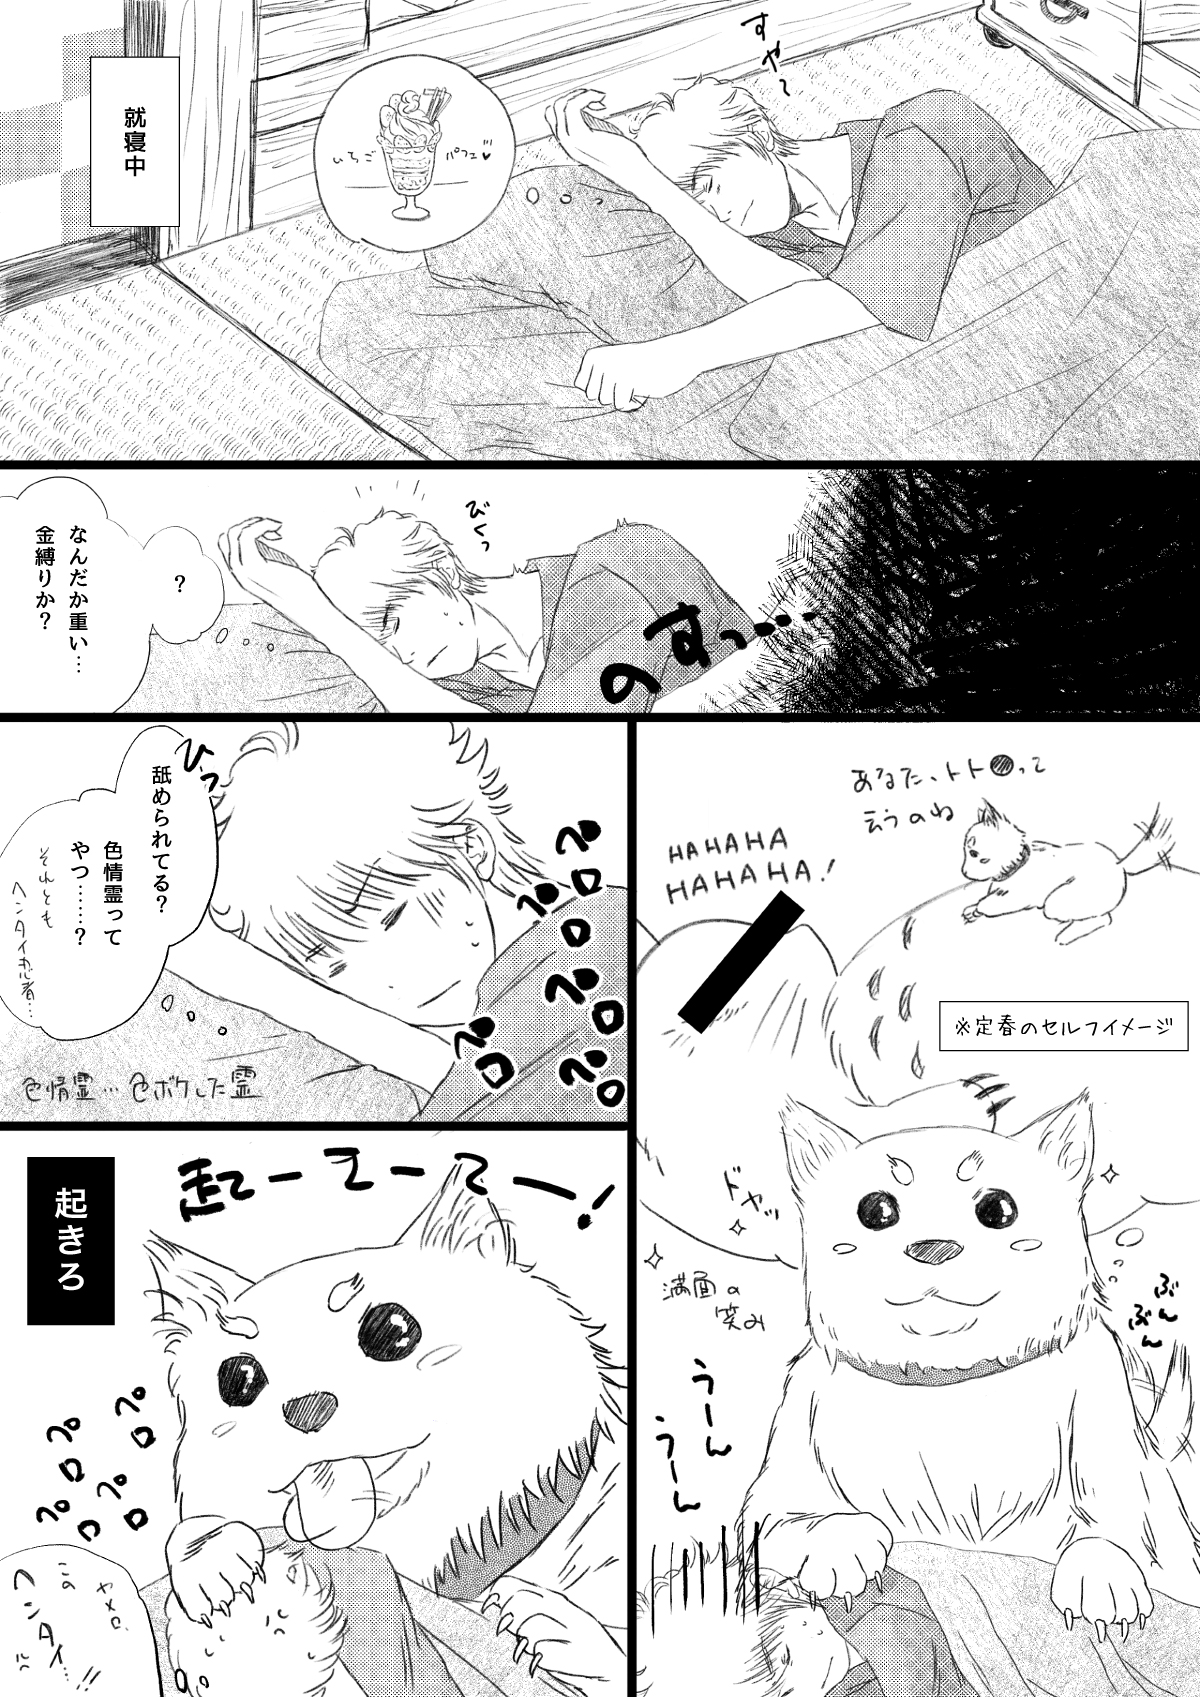 就寝中
すやー
いちご
パフェ♥
びくっ
のすっ…
?
なんだか重い…
金縛りか?
あなた、トト●って
云うのね
HAHAHA
HAHAHA!
※定春のセルフイメージ
ドヤッ
満面の
笑み
ぶん
ぶん
うーん
うーん
ひっ
舐められてる?
色情霊って
やつ……?
それとも
ヘンタイ忍者…
ペロ
ペロ
ペロ
ペロ
ペロ
色情霊…色ボケした霊
起きろ
起ーきーろー!
ペロ
ペロ
ペロ
ペロ
ヤメロ
この
ヘンタイ…!!